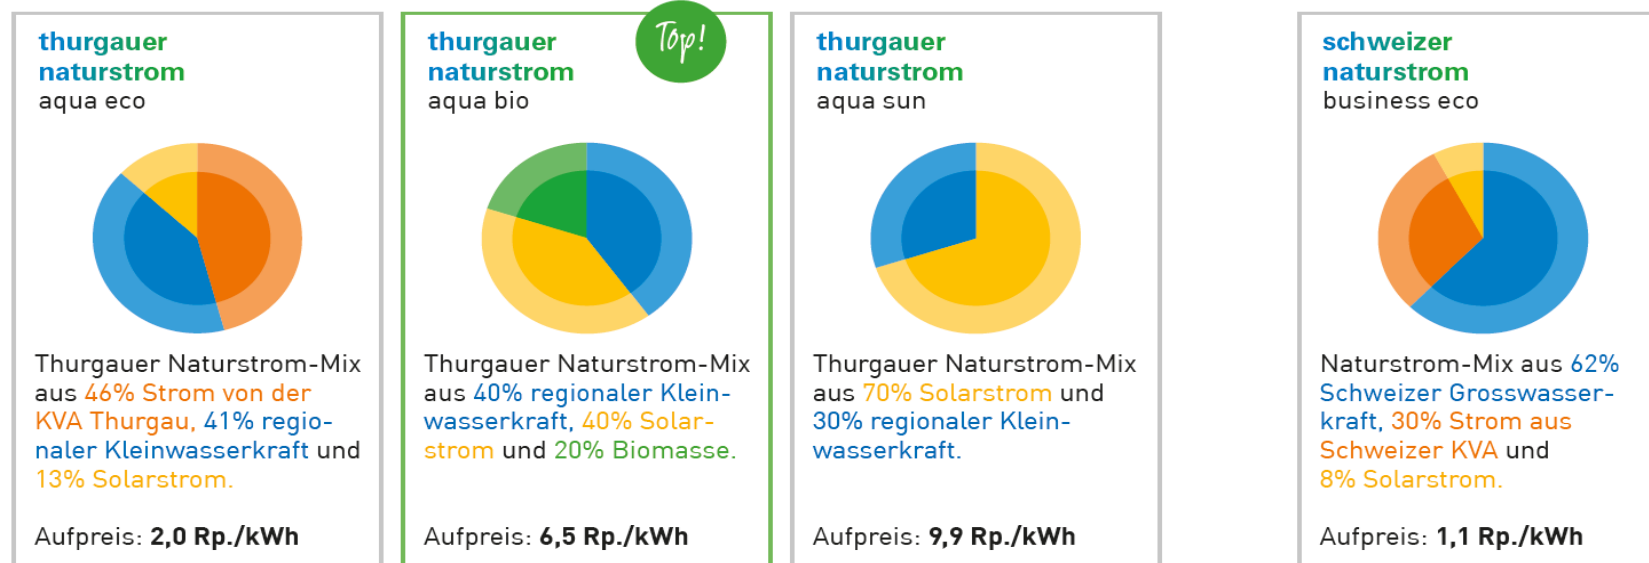 thurgauer
naturstrom
aqua eco
Thurgauer Naturstrom-Mix
aus 46% Strom von der
KVA Thurgau, 41% regio-
naler Kleinwasserkraft und
13% Solarstrom.
Aufpreis: 2,0 Rp./kWh
Top!
thurgauer
naturstrom
aqua bio
Thurgauer Naturstrom-Mix
aus 40% regionaler Klein-
wasserkraft, 40% Solar-
strom und 20% Biomasse.
Aufpreis: 6,5 Rp./kWh
thurgauer
naturstrom
aqua sun
Thurgauer Naturstrom-Mix
aus 70% Solarstrom und
30% regionaler Klein-
wasserkraft.
Aufpreis: 9,9 Rp./kWh
schweizer
naturstrom
business eco
Naturstrom-Mix aus 62%
Schweizer Grosswasser-
kraft, 30% Strom aus
Schweizer KVA und
8% Solarstrom.
Aufpreis: 1,1 Rp./kWh